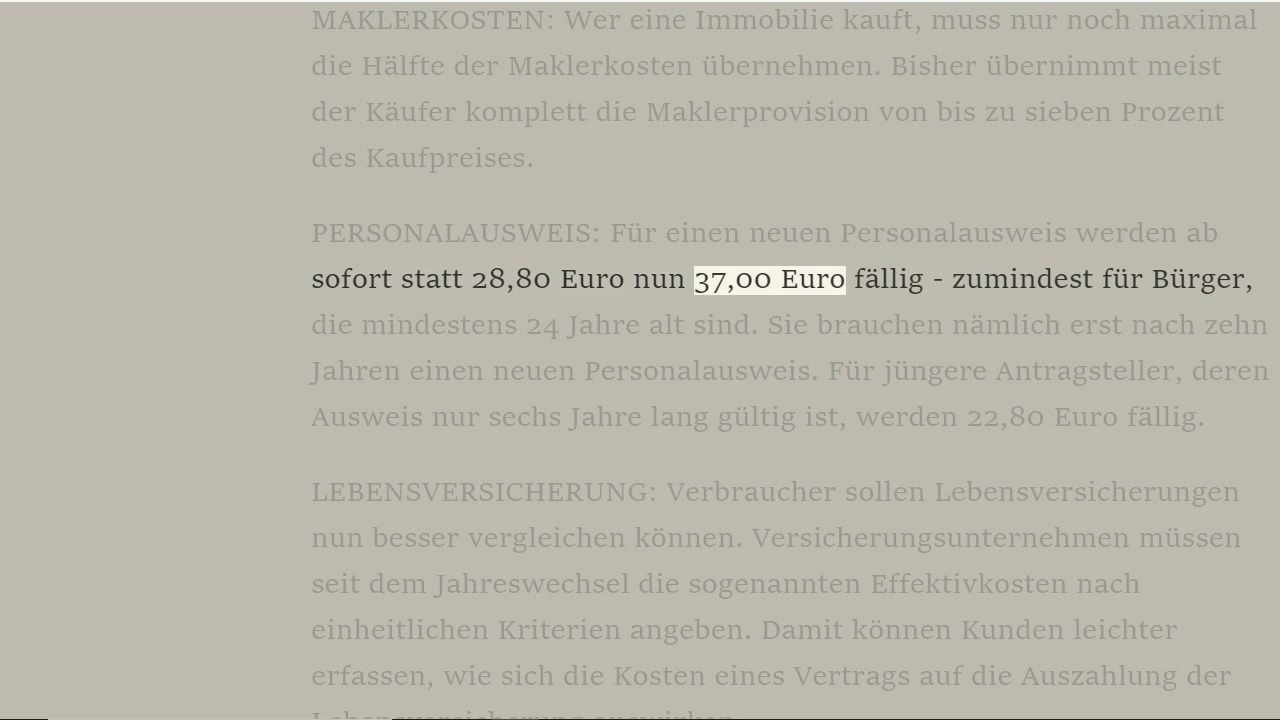 MAKLERKOSTEN: Wer eine Immobilie kauft, muss nur noch maximal
die Hälfte der Maklerkosten übernehmen. Bisher übernimmt meist
der Käufer komplett die Maklerprovision von bis zu sieben Prozent
des Kaufpreises.
PERSONALAUSWEIS: Für einen neuen Personalausweis werden ab
sofort statt 28,80 Euro nun 37,00 Euro fällig - zumindest für Bürger,
die mindestens 24 Jahre alt sind. Sie brauchen nämlich erst nach zehn
Jahren einen neuen Personalausweis. Für jüngere Antragsteller, deren
Ausweis nur sechs Jahre lang gültig ist, werden 22,80 Euro fällig.
LEBENSVERSICHERUNG: Verbraucher sollen Lebensversicherungen
nun besser vergleichen können. Versicherungsunternehmen müssen
seit dem Jahreswechsel die sogenannten Effektivkosten nach
einheitlichen Kriterien angeben. Damit können Kunden leichter
erfassen, wie sich die Kosten eines Vertrags auf die Auszahlung der
Lebensversicherung auswirken.